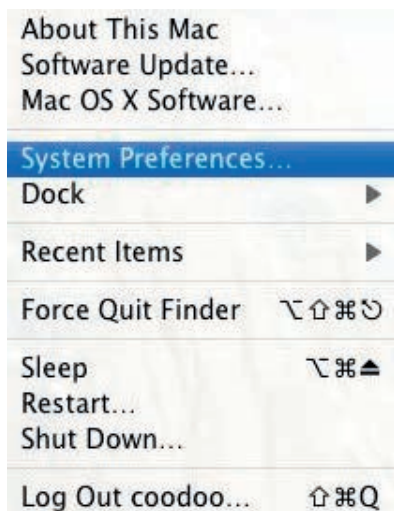 About This Mac
Software Update...
Mac OS X Software...
System Preferences...
Dock ▶
Recent Items ▶
Force Quit Finder ⌥⇧⌘⎋
Sleep ⌥⌘⏏
Restart...
Shut Down...
Log Out coodoo... ⇧⌘Q